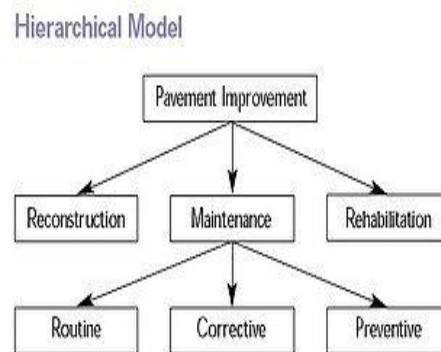 Hierarchical Model
Pavement Improvement
Reconstruction
Maintenance
Rehabilitation
Routine
Corrective
Preventive